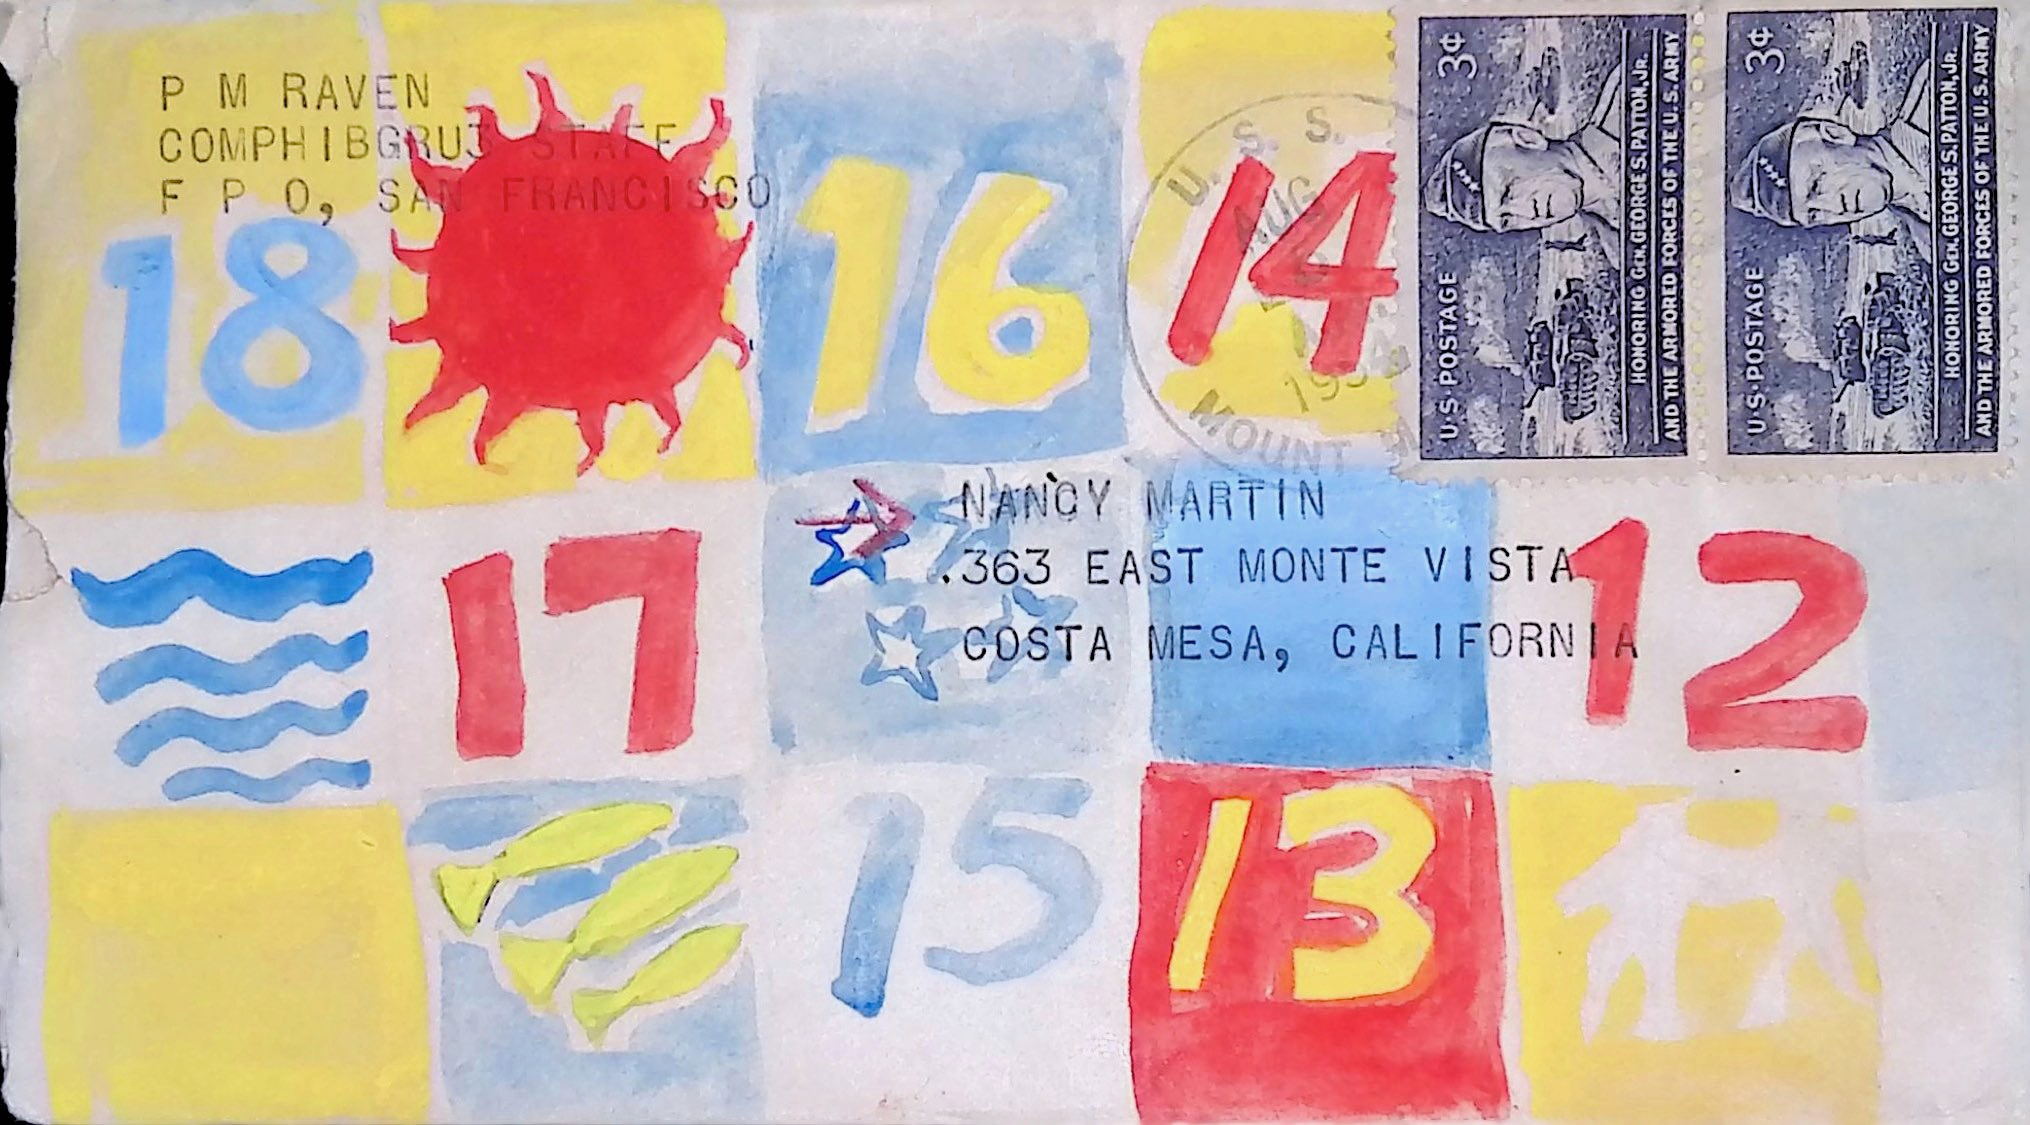 P M RAVEN
COMPHIBGRU3 STAFF
F P O, SAN FRANCISCO
18
16
14
U. S. S.
AUG
1954
MOUNT
3¢
U·S·POSTAGE
HONORING GEN. GEORGE S. PATTON, JR.
AND THE ARMORED FORCES OF THE U.S. ARMY
3¢
U·S·POSTAGE
HONORING GEN. GEORGE S. PATTON, JR.
AND THE ARMORED FORCES OF THE U.S. ARMY
NANCY MARTIN
.363 EAST MONTE VISTA
COSTA MESA, CALIFORNIA
17
12
15
13